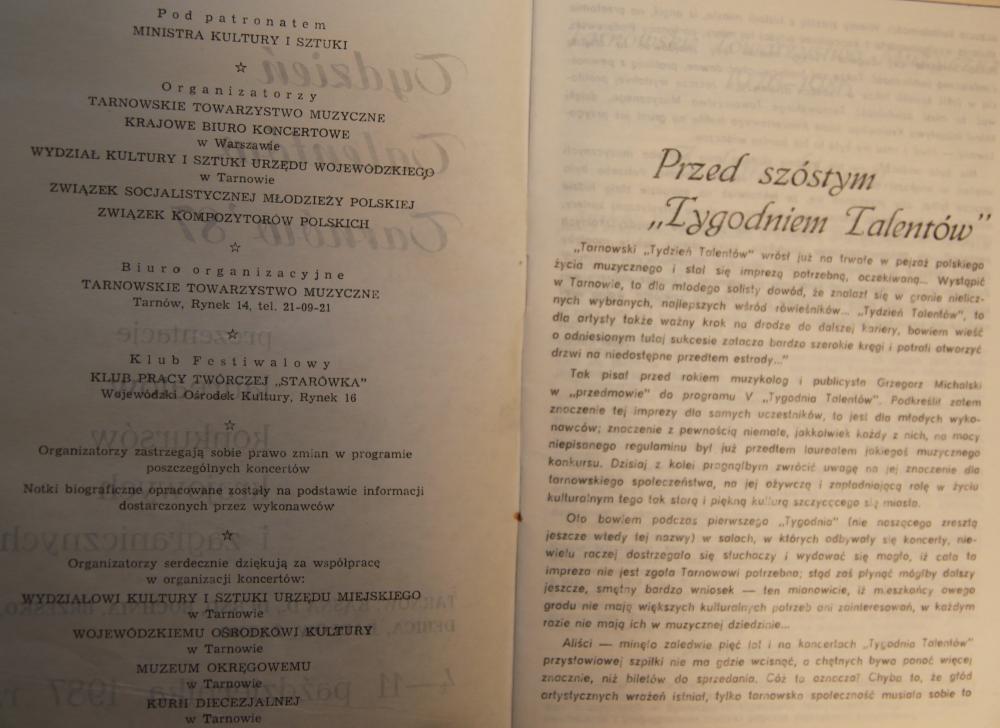 Pod patronatem
MINISTRA KULTURY I SZTUKI
☆
Organizatorzy
TARNOWSKIE TOWARZYSTWO MUZYCZNE
KRAJOWE BIURO KONCERTOWE
w Warszawie
WYDZIAŁ KULTURY I SZTUKI URZĘDU WOJEWÓDZKIEGO
w Tarnowie
ZWIĄZEK SOCJALISTYCZNEJ MŁODZIEŻY POLSKIEJ
ZWIĄZEK KOMPOZYTORÓW POLSKICH
☆
Biuro organizacyjne
TARNOWSKIE TOWARZYSTWO MUZYCZNE
Tarnów, Rynek 14, tel. 21-09-21
☆
Klub Festiwalowy
KLUB PRACY TWÓRCZEJ „STARÓWKA"
Wojewódzki Ośrodek Kultury, Rynek 16
☆
Organizatorzy zastrzegają sobie prawo zmian w programie
poszczególnych koncertów
Notki biograficzne opracowane zostały na podstawie informacji
dostarczonych przez wykonawców
☆
Organizatorzy serdecznie dziękują za współpracę
w organizacji koncertów:
WYDZIAŁOWI KULTURY I SZTUKI URZĘDU MIEJSKIEGO
w Tarnowie
WOJEWÓDZKIEMU OŚRODKOWI KULTURY
w Tarnowie
MUZEUM OKRĘGOWEMU
w Tarnowie
KURII DIECEZJALNEJ
w Tarnowie
Przed szóstym
„Tygodniem Talentów"
„Tarnowski „Tydzień Talentów" wrósł już na trwałe w pejzaż polskiego
życia muzycznego i stał się imprezą potrzebną, oczekiwaną... Wystąpić
w Tarnowie, to dla młodego solisty dowód, że znalazł się w gronie nielicz-
nych wybranych, najlepszych wśród rówieśników... „Tydzień Talentów", to
dla artysty także ważny krok na drodze do dalszej kariery, bowiem wieść
o odniesionym tutaj sukcesie zatacza bardzo szerokie kręgi i potrafi otworzyć
drzwi na niedostępne przedtem estrady..."
Tak pisał przed rokiem muzykolog i publicysta Grzegorz Michalski
w „przedmowie" do programu V „Tygodnia Talentów". Podkreślił zatem
znaczenie tej imprezy dla samych uczestników, to jest dla młodych wyko-
nawców; znaczenie z pewnością niemałe, jakkolwiek każdy z nich, na mocy
niepisanego regulaminu był już przedtem laureatem jakiegoś muzycznego
konkursu. Dzisiaj z kolei pragnąłbym zwrócić uwagę na jej znaczenie dla
tarnowskiego społeczeństwa, na jej ożywczą i zapładniającą rolę w życiu
kulturalnym tego tak starą i piękną kulturą szczycącego się miasta.
Oto bowiem podczas pierwszego „Tygodnia" (nie noszącego zresztą
jeszcze wtedy tej nazwy) w salach, w których odbywały się koncerty, nie-
wielu raczej dostrzegało się słuchaczy i wydawać się mogło, iż cała ta
impreza nie jest zgoła Tarnowowi potrzebna; stąd zaś płynąć mógłby dalszy
jeszcze, smętny bardzo wniosek — ten mianowicie, iż mieszkańcy owego
grodu nie mają większych kulturalnych potrzeb ani zainteresowań, w każdym
razie nie mają ich w muzycznej dziedzinie...
Aliści — minęło zaledwie pięć lat i na koncertach „Tygodnia Talentów"
przysłowiowej szpilki nie ma gdzie wcisnąć, a chętnych bywa ponoć więcej
znacznie, niż biletów do sprzedania. Cóż to oznacza? Chyba to, że głód
artystycznych wrażeń istniał, tylko tarnowska społeczność musiała sobie to